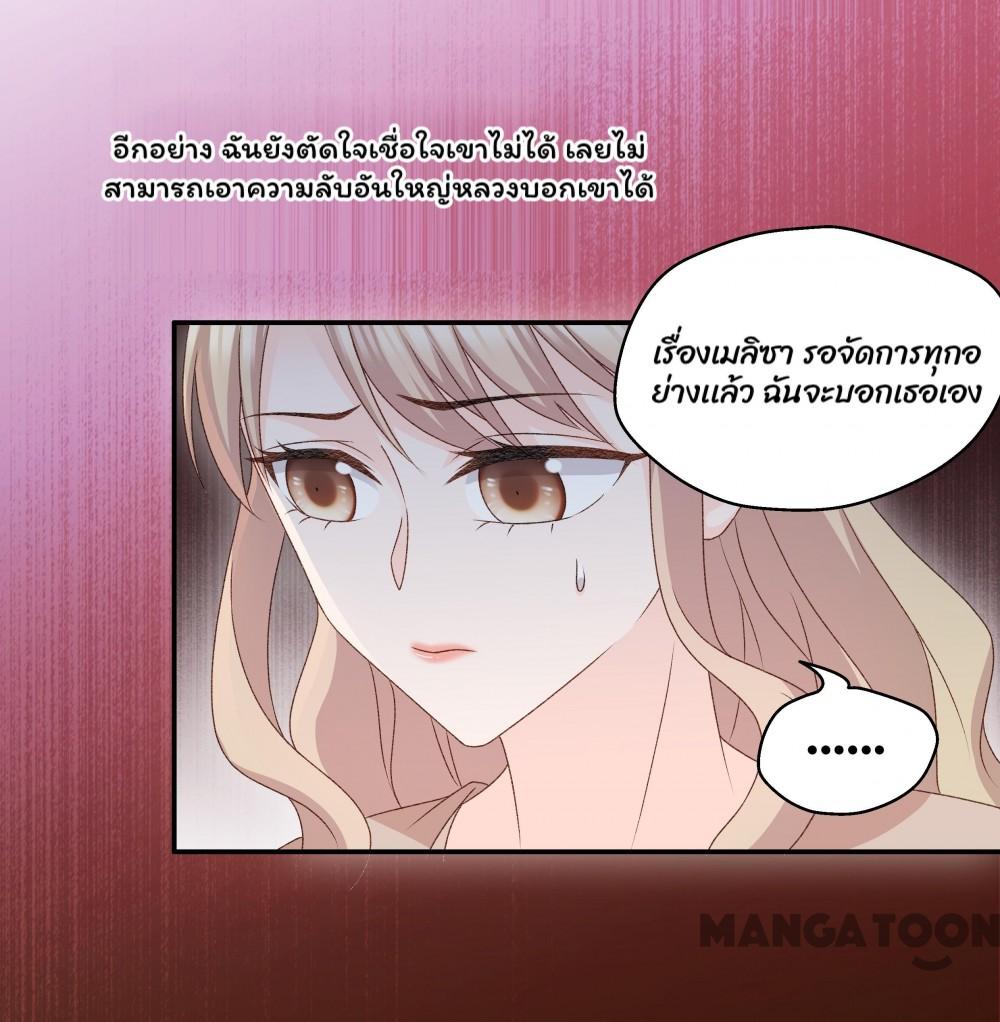 อีกอย่าง ฉันยังตัดใจเชื่อใจเขาไม่ได้ เลยไม่
สามารถเอาความลับอันใหญ่หลวงบอกเขาได้
เรื่องเมลิซา รอจัดการทุกอ
ย่างแล้ว ฉันจะบอกเธอเอง
......
MANGATOON